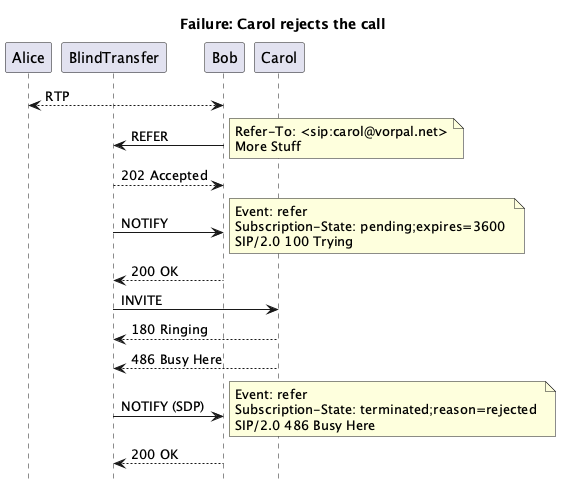 Failure: Carol rejects the call
Alice
BlindTransfer
Bob
Carol
RTP
REFER
Refer-To: <sip:carol@vorpal.net>
More Stuff
202 Accepted
NOTIFY
Event: refer
Subscription-State: pending;expires=3600
SIP/2.0 100 Trying
200 OK
INVITE
180 Ringing
486 Busy Here
NOTIFY (SDP)
Event: refer
Subscription-State: terminated;reason=rejected
SIP/2.0 486 Busy Here
200 OK